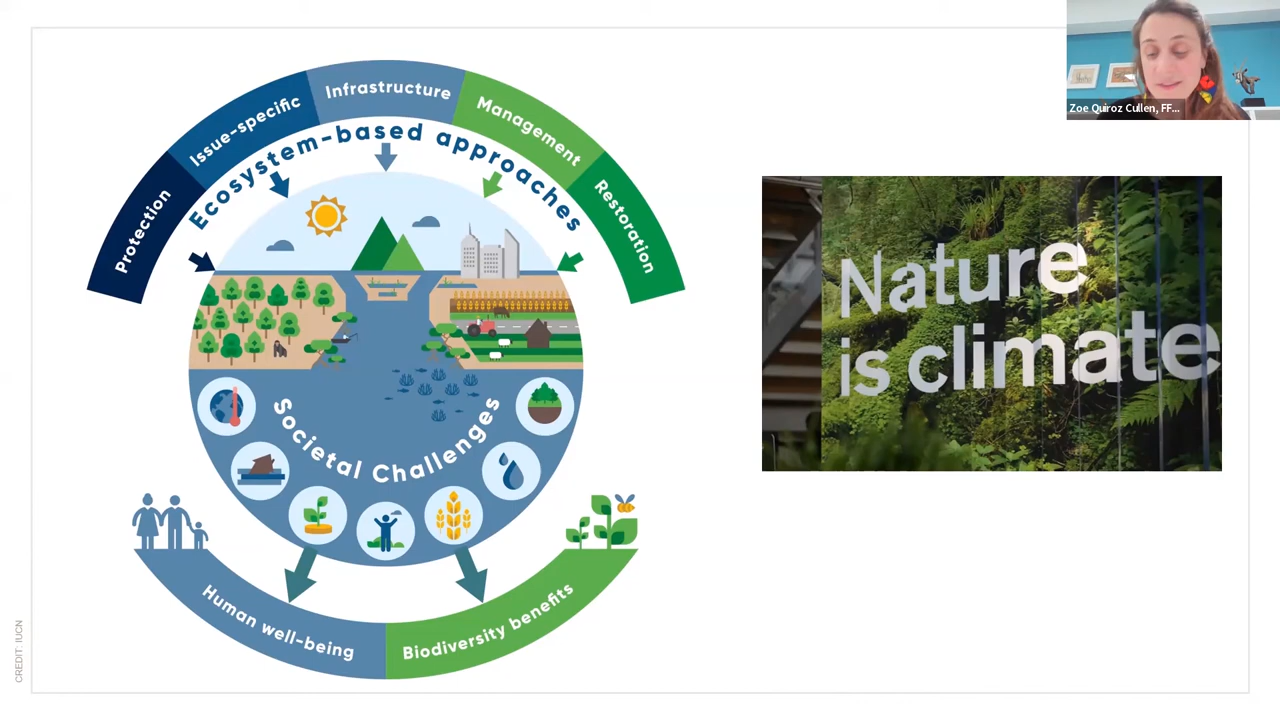 Protection
Issue-specific
Infrastructure
Management
Restoration
Ecosystem-based approaches
Societal Challenges
Human well-being
Biodiversity benefits
Nature
is climate
Zoe Quiroz Cullen, FF...
CREDIT: IUCN